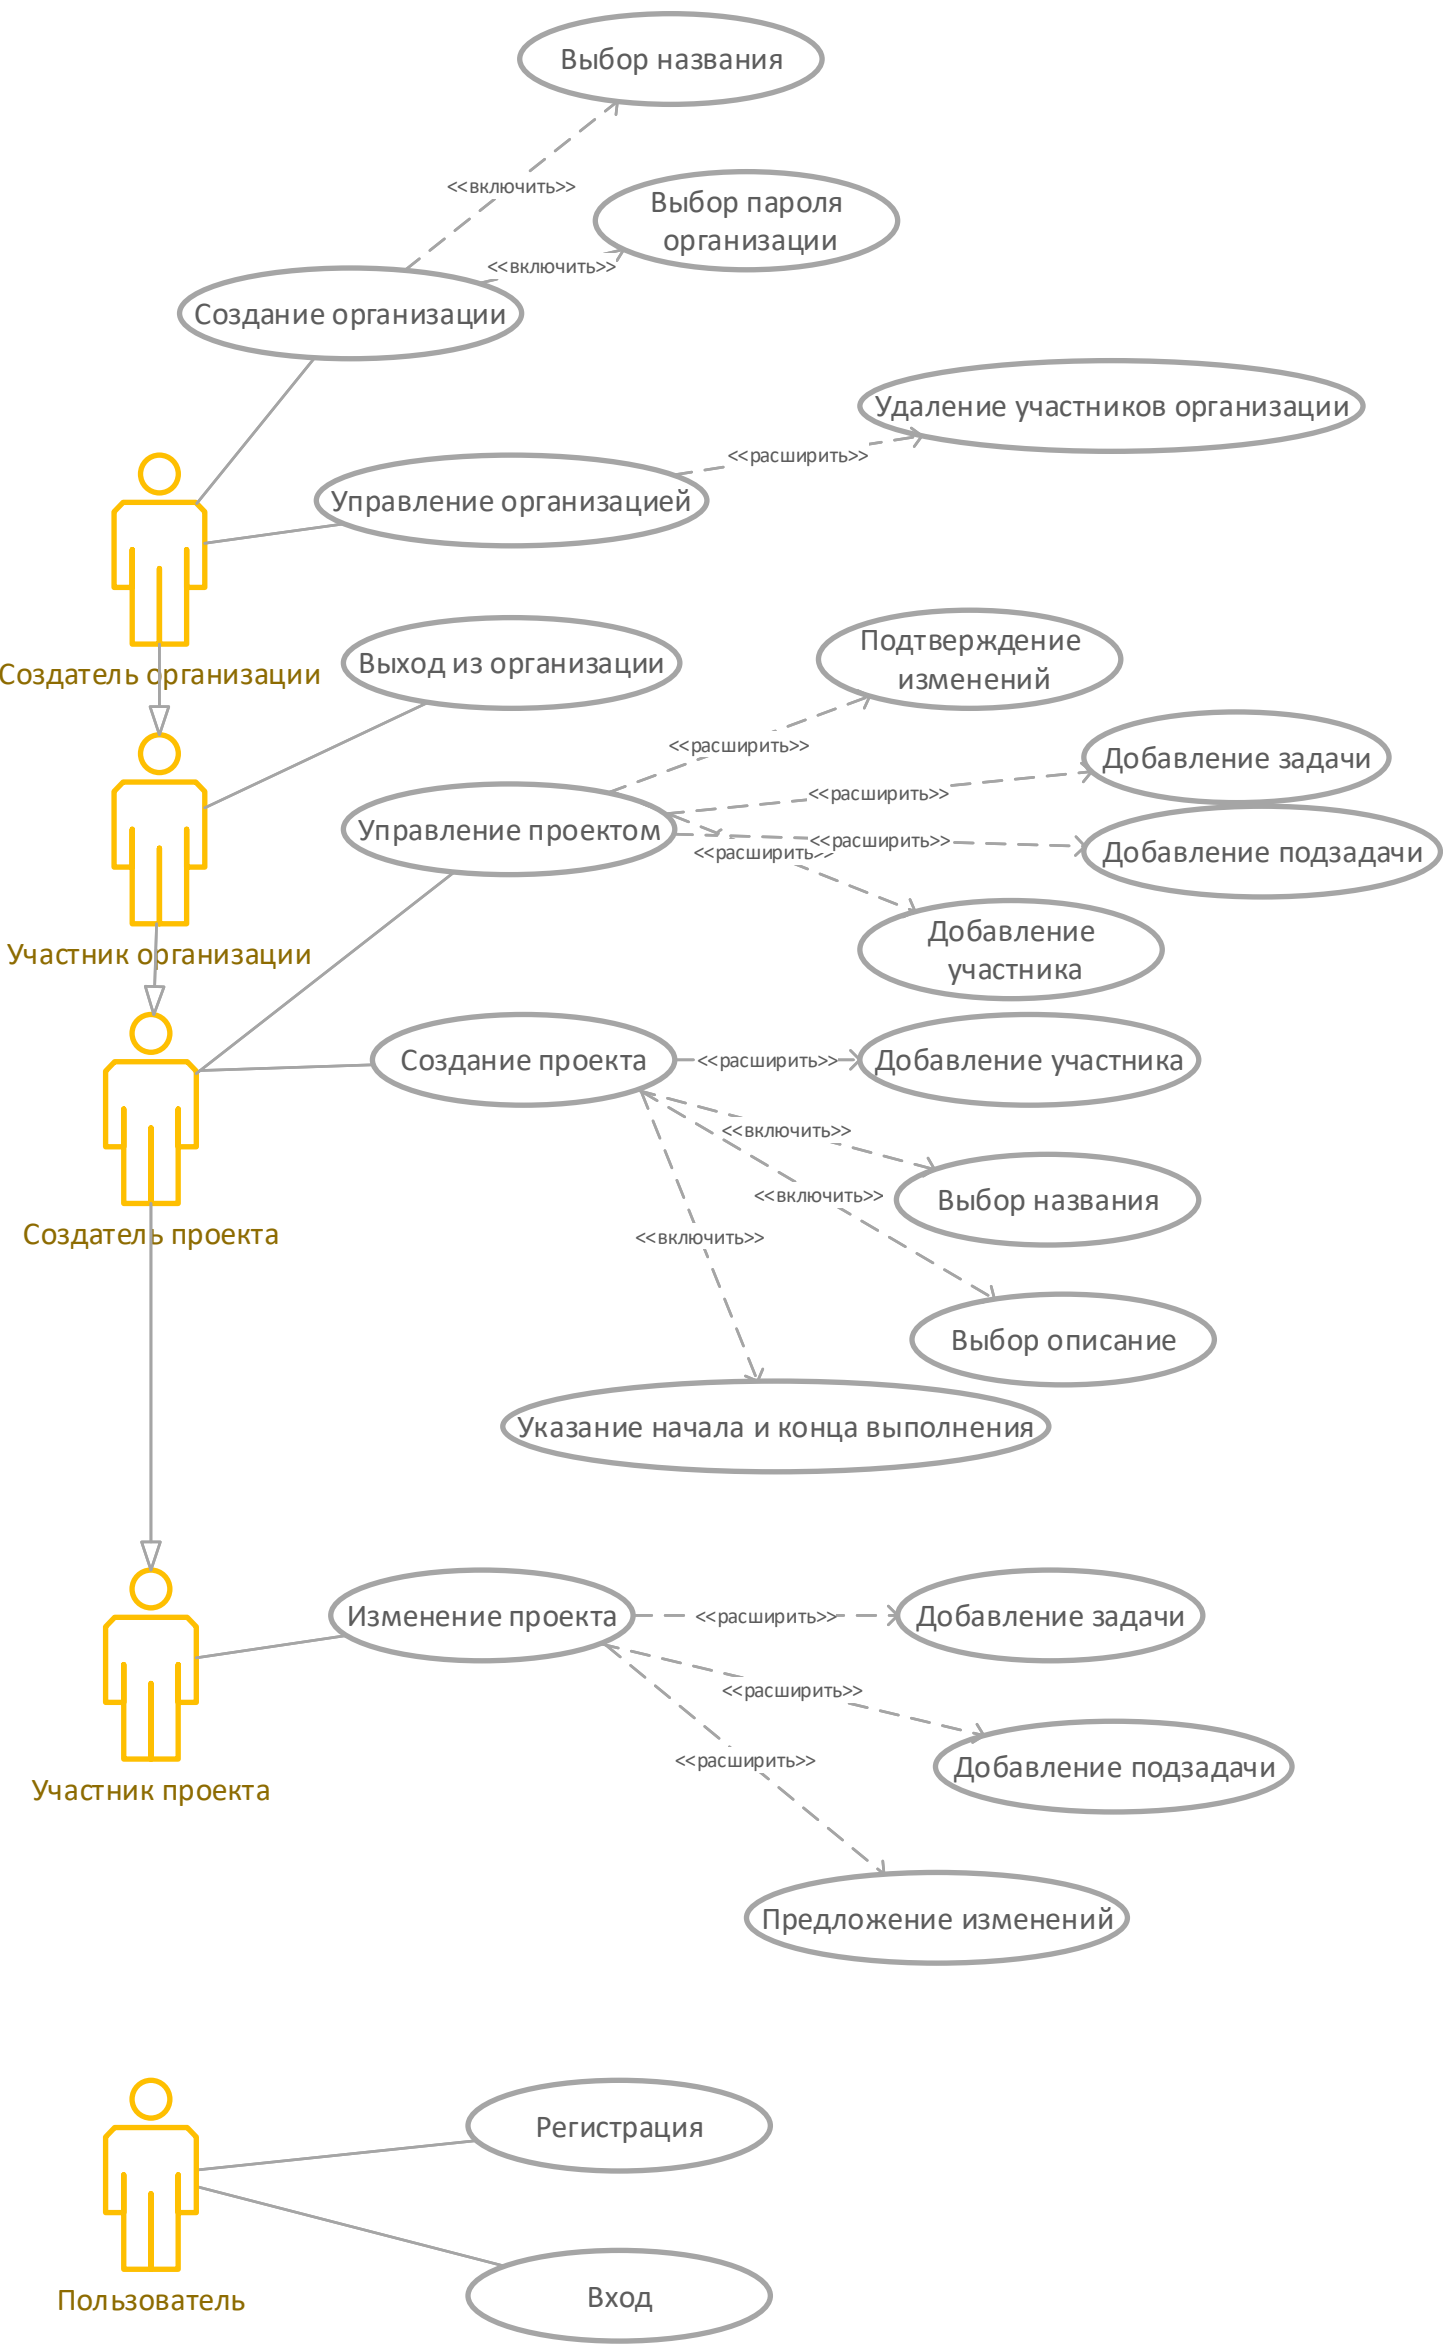 Выбор названия
<<включить>>
Выбор пароля
организации
<<включить>>
Создание организации
Удаление участников организации
<<расширить>>
Управление организацией
Создатель организации
Выход из организации
Подтверждение
изменений
<<расширить>>
Добавление задачи
<<расширить>>
Управление проектом
<<расширить>>
<<расширить>>
Добавление подзадачи
Добавление
участника
Участник организации
Создание проекта
<<расширить>>
Добавление участника
<<включить>>
<<включить>>
Выбор названия
<<включить>>
Создатель проекта
Выбор описание
Указание начала и конца выполнения
Изменение проекта
<<расширить>>
Добавление задачи
<<расширить>>
<<расширить>>
Добавление подзадачи
Участник проекта
Предложение изменений
Регистрация
Вход
Пользователь